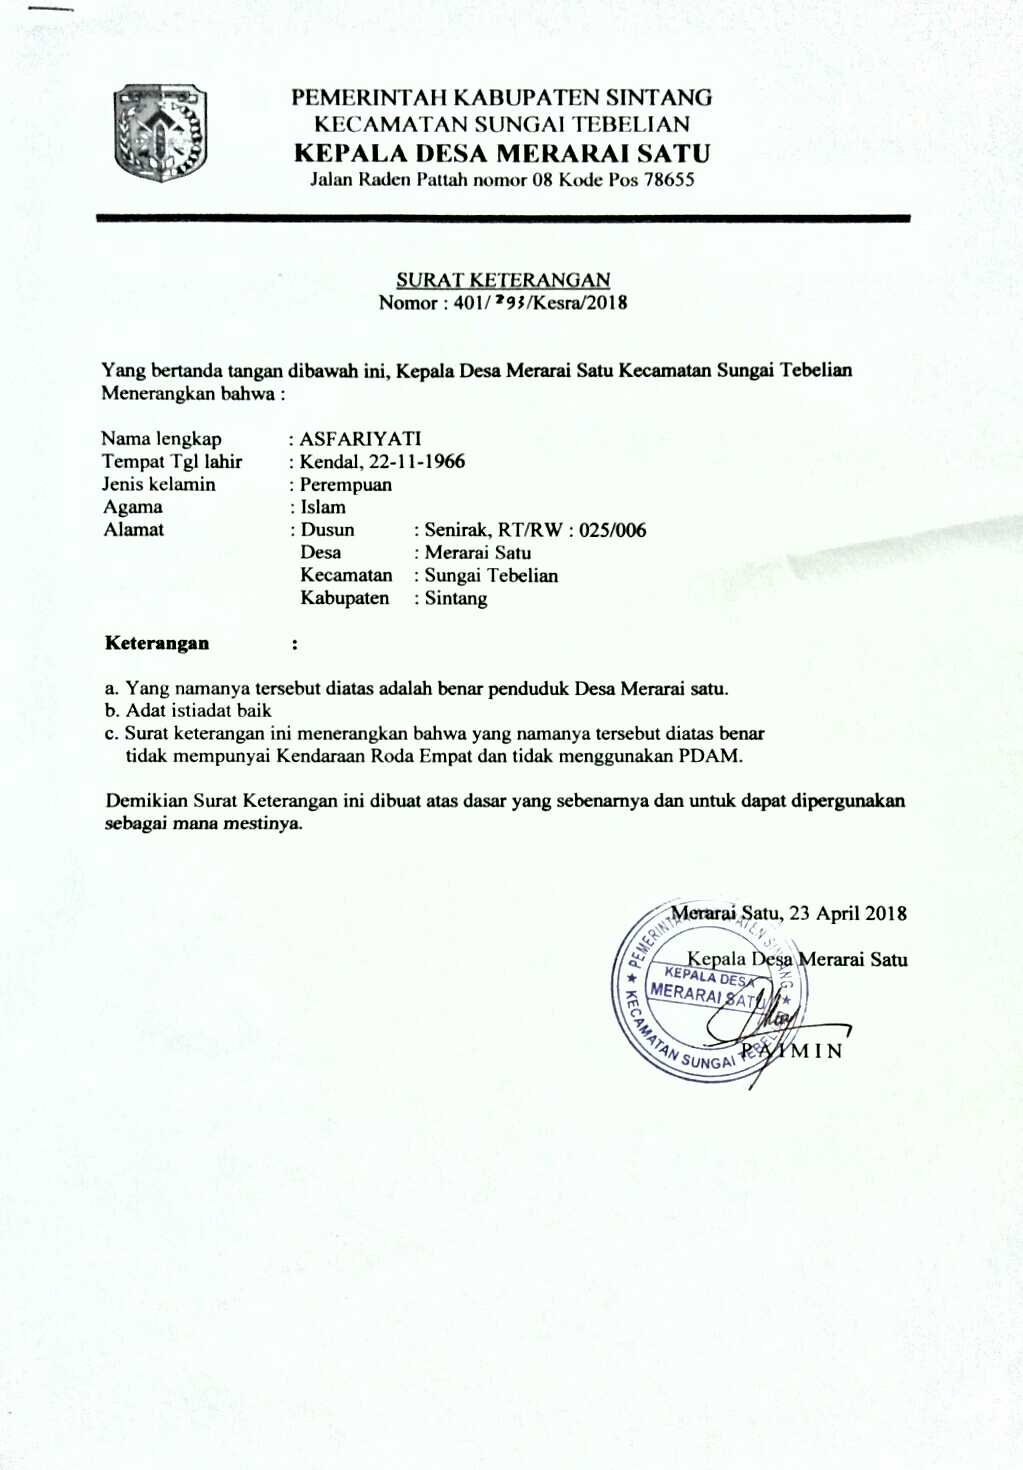 PEMERINTAH KABUPATEN SINTANG
KECAMATAN SUNGAI TEBELIAN
KEPALA DESA MERARAI SATU
Jalan Raden Pattah nomor 08 Kode Pos 78655
SURAT KETERANGAN
Nomor : 401/293/Kesra/2018
Yang bertanda tangan dibawah ini, Kepala Desa Merarai Satu Kecamatan Sungai Tebelian
Menerangkan bahwa :
Nama lengkap : ASFARIYATI
Tempat Tgl lahir : Kendal, 22-11-1966
Jenis kelamin : Perempuan
Agama : Islam
Alamat : Dusun : Senirak, RT/RW : 025/006
Desa : Merarai Satu
Kecamatan : Sungai Tebelian
Kabupaten : Sintang
Keterangan :
a. Yang namanya tersebut diatas adalah benar penduduk Desa Merarai satu.
b. Adat istiadat baik
c. Surat keterangan ini menerangkan bahwa yang namanya tersebut diatas benar
tidak mempunyai Kendaraan Roda Empat dan tidak menggunakan PDAM.
Demikian Surat Keterangan ini dibuat atas dasar yang sebenarnya dan untuk dapat dipergunakan
sebagai mana mestinya.
Merarai Satu, 23 April 2018
Kepala Desa Merarai Satu
PEMERINTAH KABUPATEN SINTANG
KEPALA DESA
MERARAI SATU
KECAMATAN SUNGAI TEBELIAN
P A I M I N